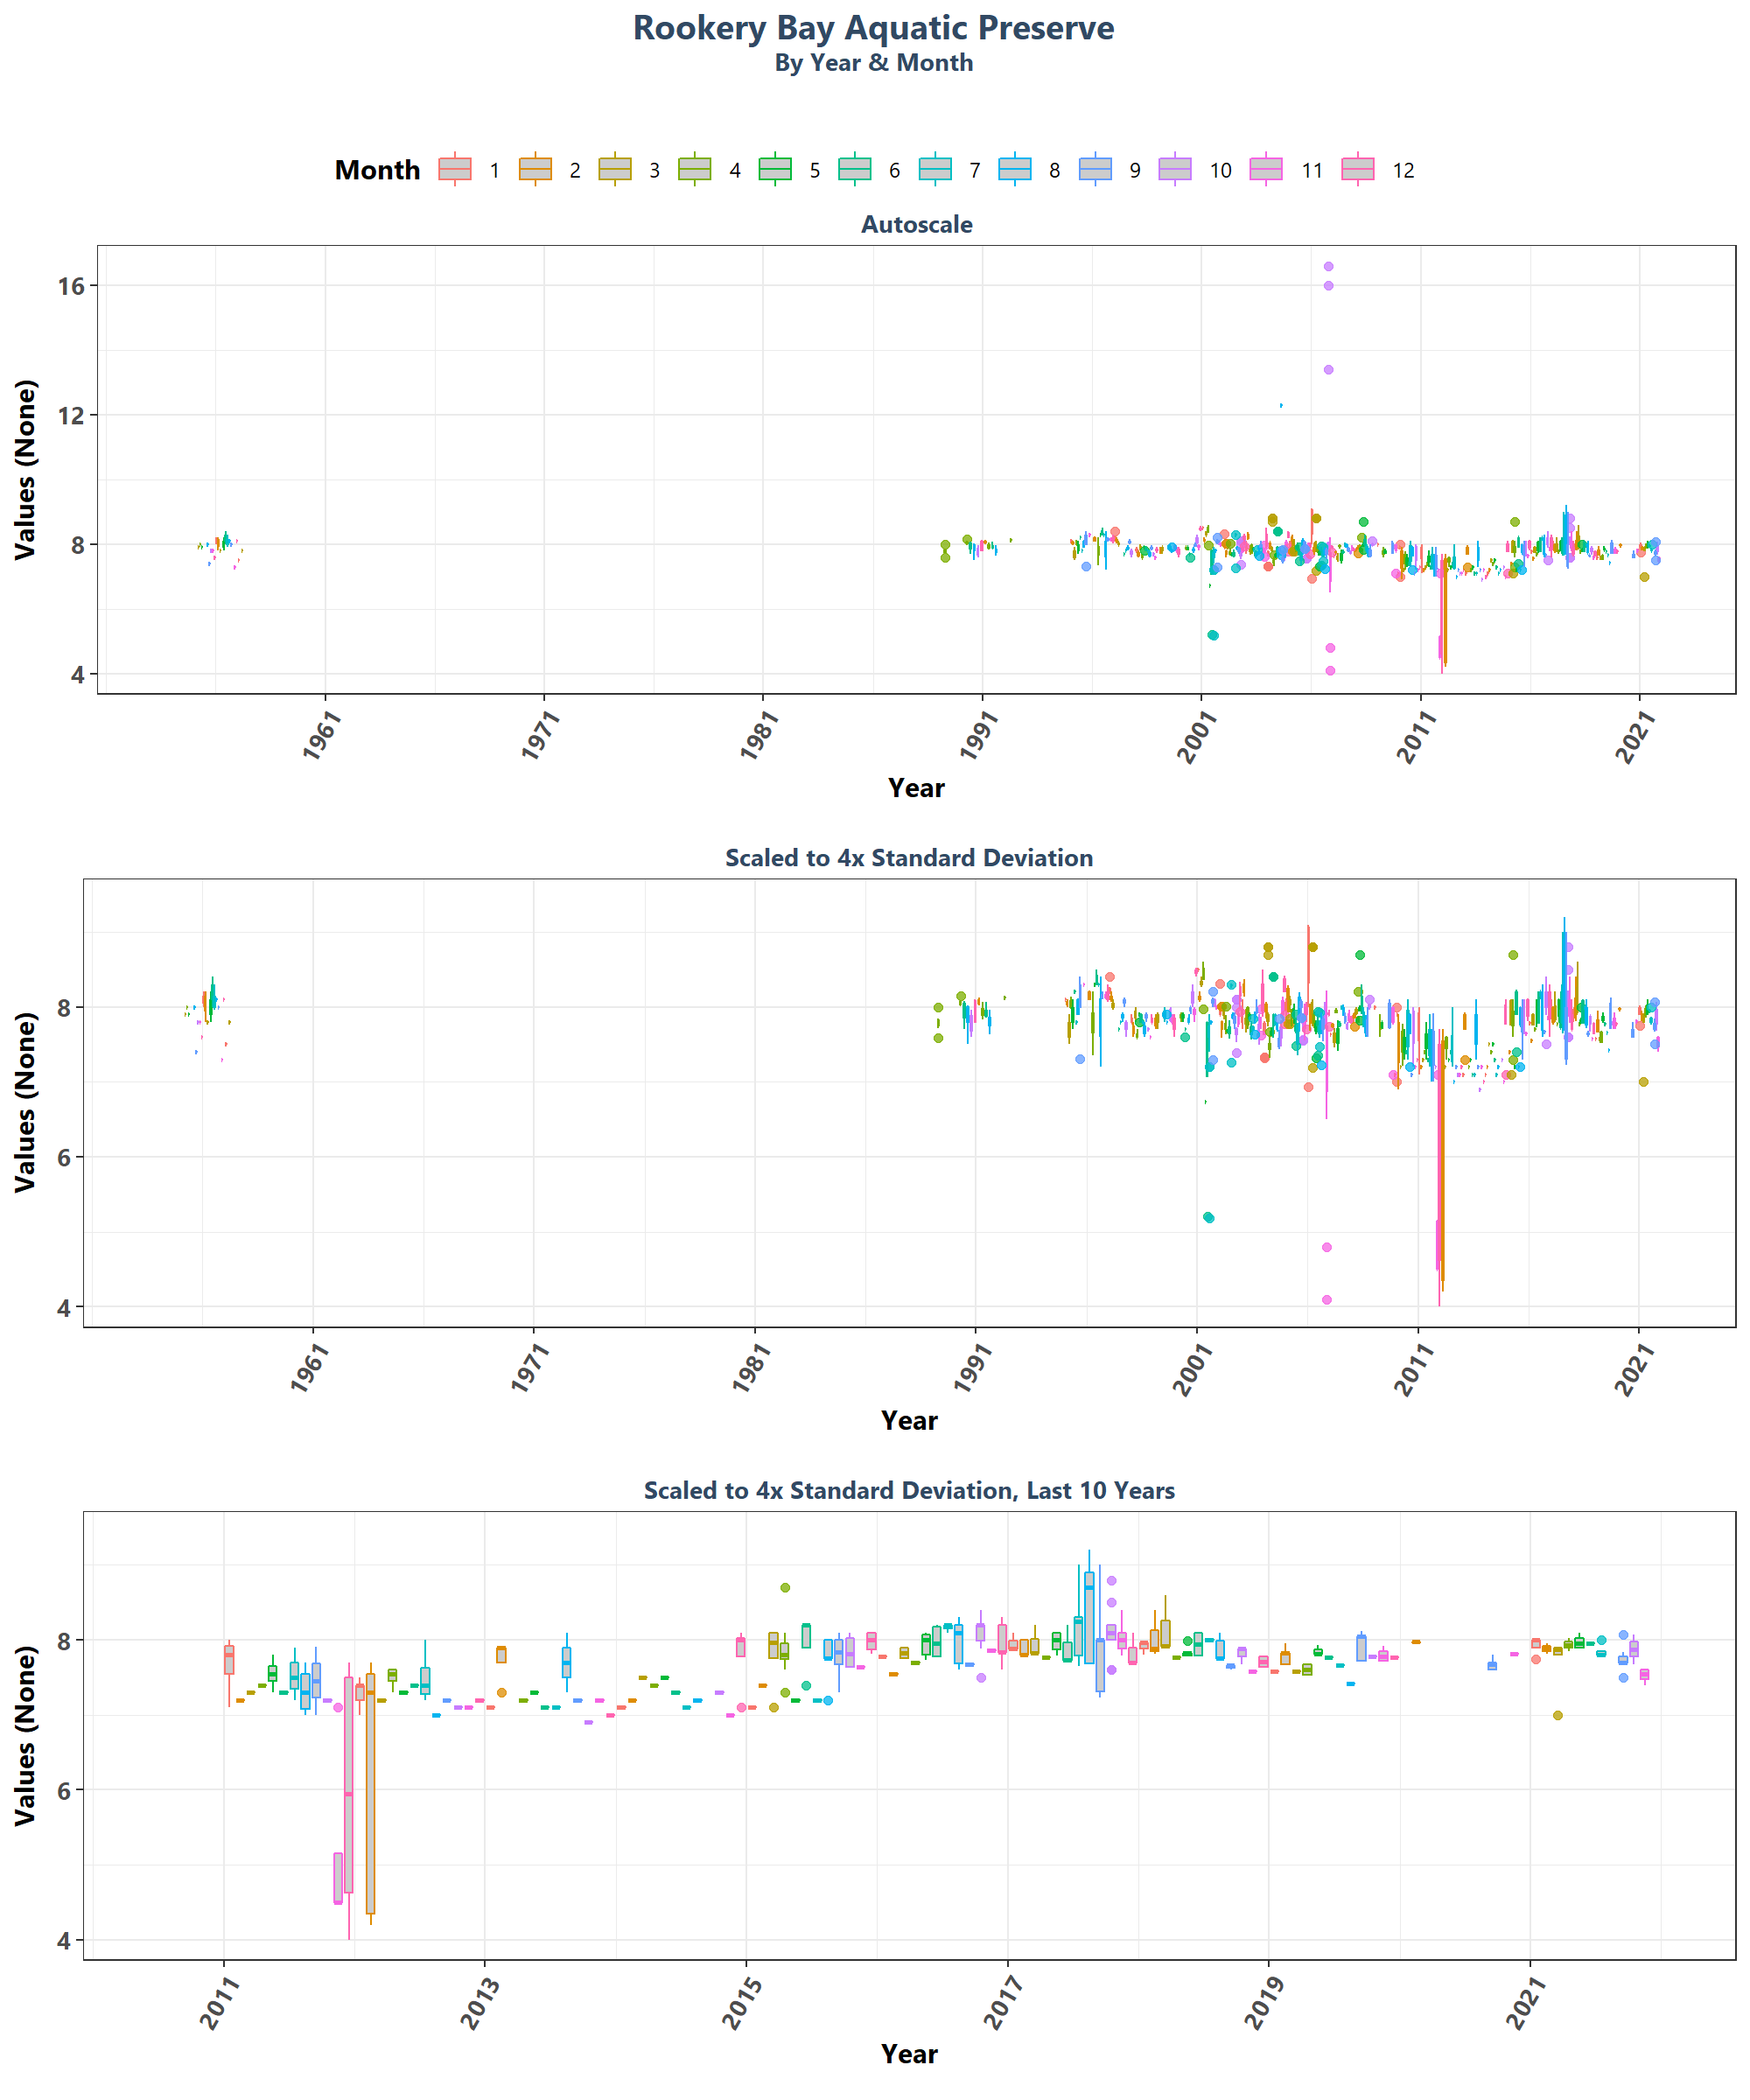 Rookery Bay Aquatic Preserve
By Year & Month
Month 1 2 3 4 5 6 7 8 9 10 11 12
Autoscale
Values (None)
16
12
8
4
1961 1971 1981 1991 2001 2011 2021
Year
Scaled to 4x Standard Deviation
Values (None)
8
6
4
1961 1971 1981 1991 2001 2011 2021
Year
Scaled to 4x Standard Deviation, Last 10 Years
Values (None)
8
6
4
2011 2013 2015 2017 2019 2021
Year